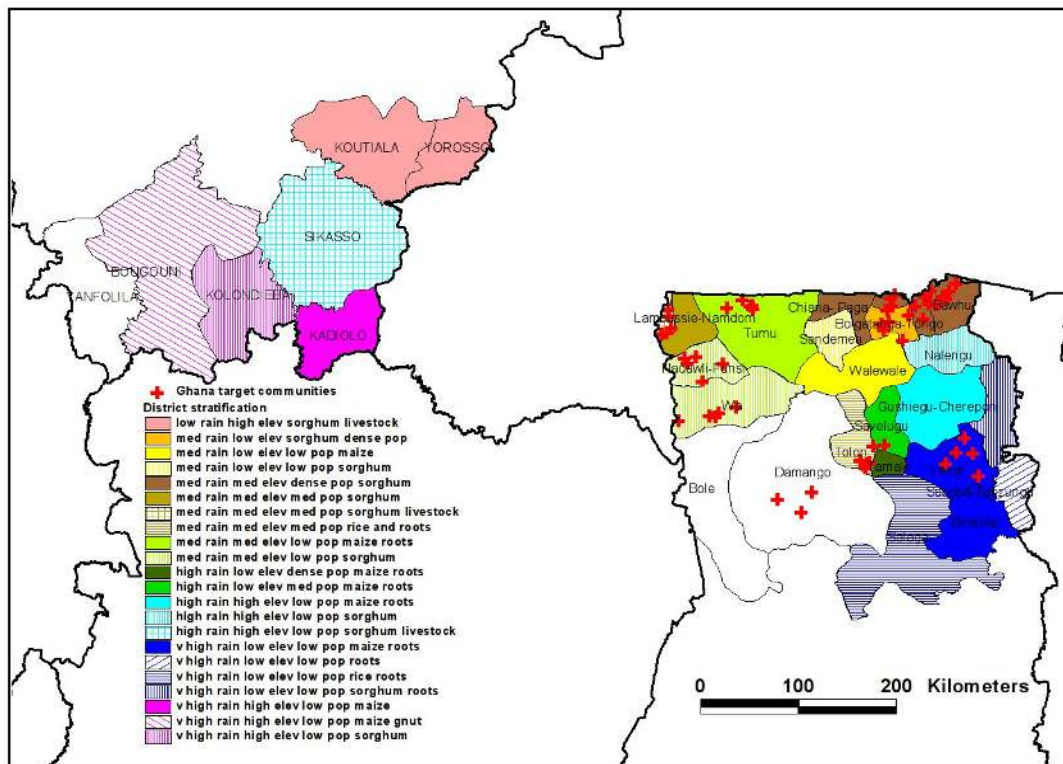 KOUTIALA
YOROSSO
SIKASSO
BOUGOUNI
KOLONDIEBA
KADIOLO
Lambussie-Namdom
Tumu
Chiana-Paga
Sandema
Bolgatanga-Tongo
Bawku
Nalerigu
Walewale
Wa
Gushiegu-Cherepon
Savelugu
Tolon
Tamale
Damango
Bole
Ghana target communities
District stratification
low rain high elev sorghum livestock
med rain low elev sorghum dense pop
med rain low elev low pop maize
med rain low elev low pop sorghum
med rain med elev dense pop sorghum
med rain med elev med pop sorghum
med rain med elev med pop sorghum livestock
med rain med elev med pop rice and roots
med rain med elev low pop maize roots
med rain med elev low pop sorghum
high rain low elev dense pop maize roots
high rain low elev med pop maize roots
high rain high elev low pop maize roots
high rain high elev low pop sorghum
high rain high elev low pop sorghum livestock
v high rain low elev low pop maize roots
v high rain low elev low pop roots
v high rain low elev low pop rice roots
v high rain low elev low pop sorghum roots
v high rain high elev low pop maize
v high rain high elev low pop maize gnut
v high rain high elev low pop sorghum
0 100 200 Kilometers